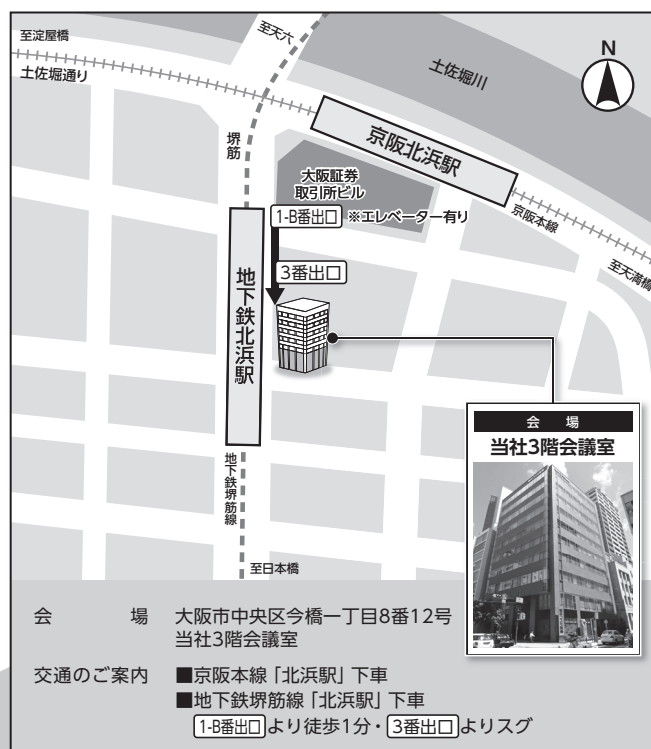 至淀屋橋
至天六
土佐堀通り
土佐堀川
N
堺筋
京阪北浜駅
大阪証券
取引所ビル
1-B番出口 ※エレベーター有り
京阪本線
至天満橋
3番出口
地下鉄北浜駅
会 場
当社3階会議室
地下鉄堺筋線
至日本橋
会 場 大阪市中央区今橋一丁目8番12号
当社3階会議室
交通のご案内 ■京阪本線「北浜駅」下車
■地下鉄堺筋線「北浜駅」下車
1-B番出口より徒歩1分・3番出口よりスグ